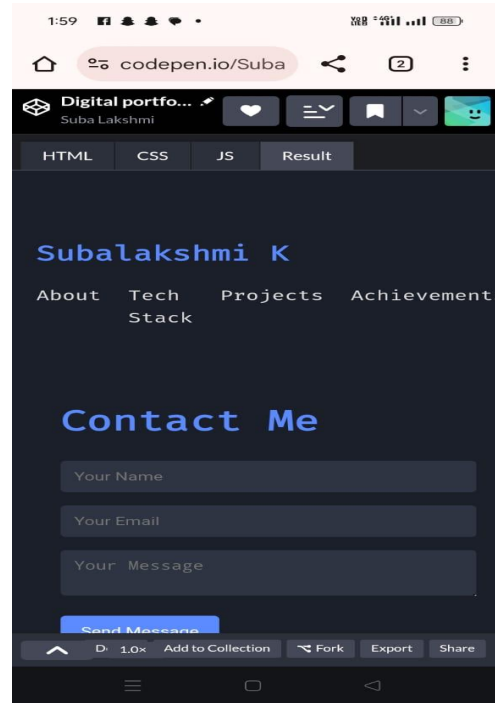 1:59
88
codepen.io/Suba
2
Digital portfo...
Suba Lakshmi
HTML CSS JS Result
Subalakshmi K
About Tech Stack Projects Achievement
Contact Me
Your Name
Your Email
Your Message
Send Message
1.0× Add to Collection Fork Export Share